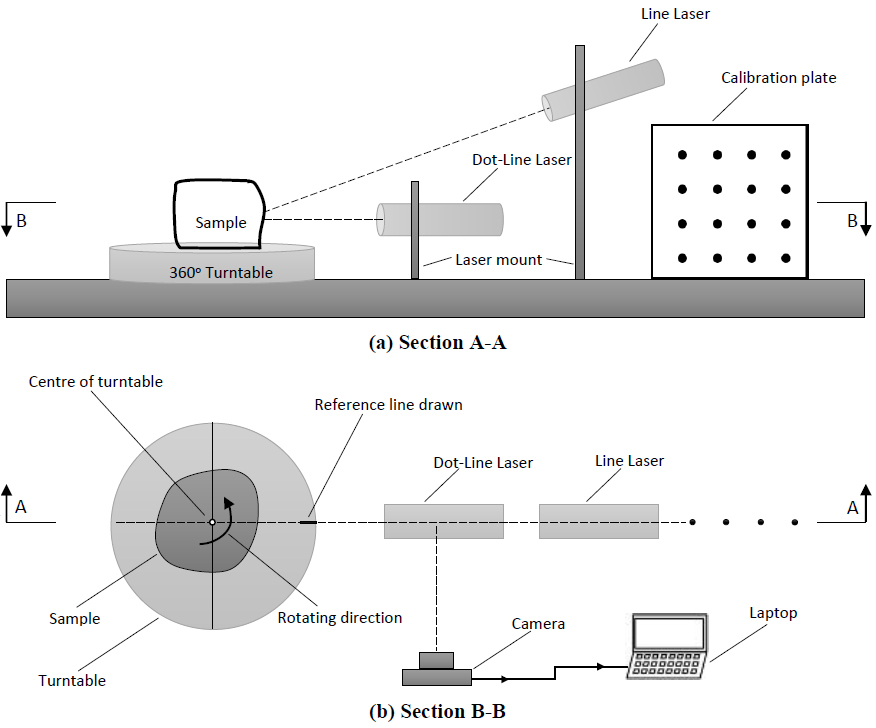 Line Laser
Calibration plate
Dot-Line Laser
B
Sample
B
Laser mount
360° Turntable
(a) Section A-A
Centre of turntable
Reference line drawn
Dot-Line Laser
Line Laser
A
A
Sample
Rotating direction
Camera
Laptop
Turntable
(b) Section B-B